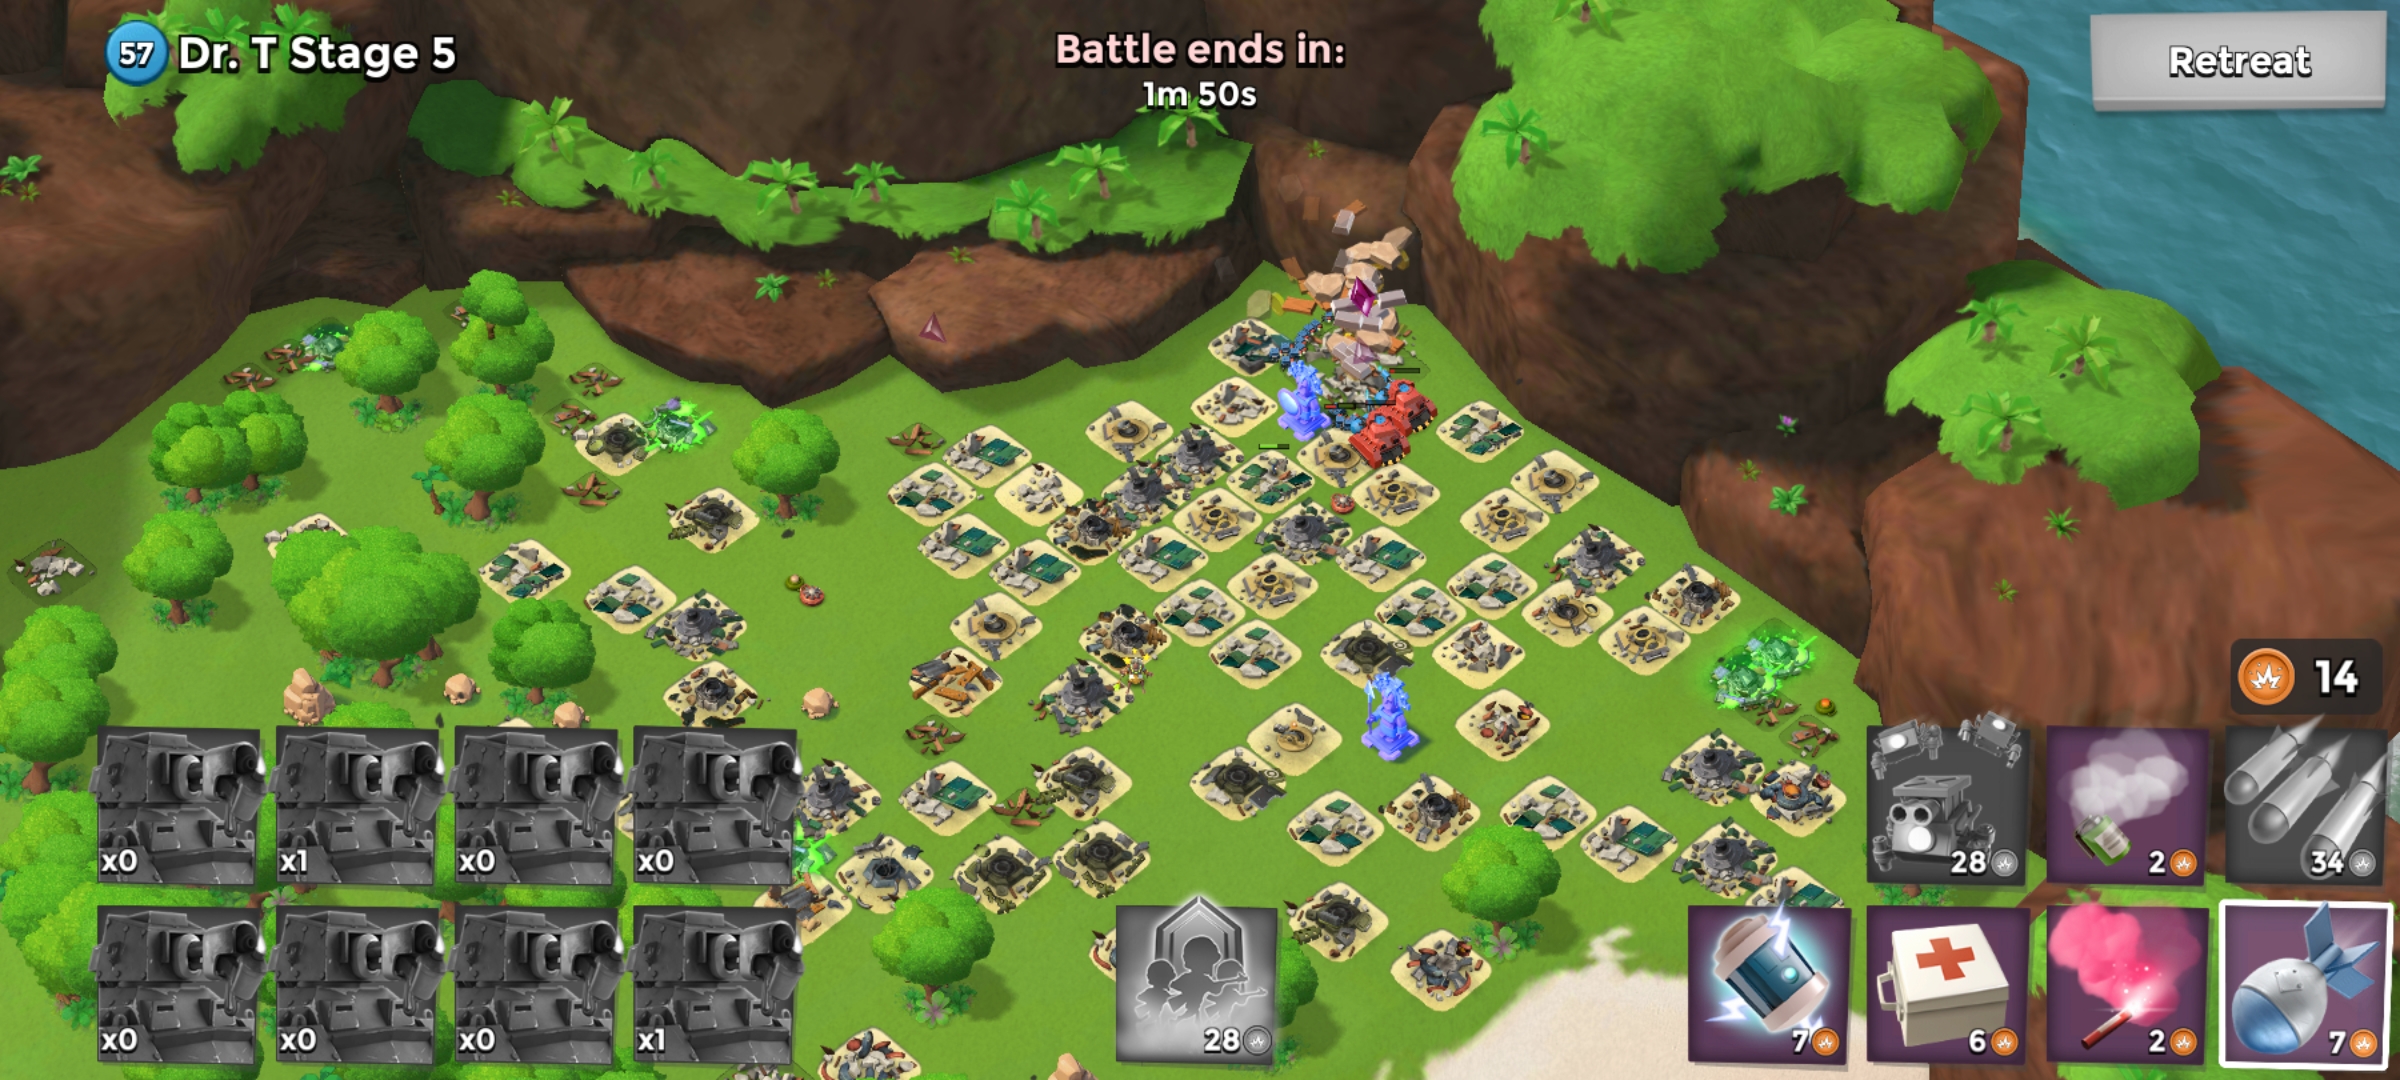 57 Dr. T Stage 5
Battle ends in:
1m 50s
Retreat
14
x0
x1
x0
x0
28
2
34
x0
x0
x0
x1
28
7
6
2
7